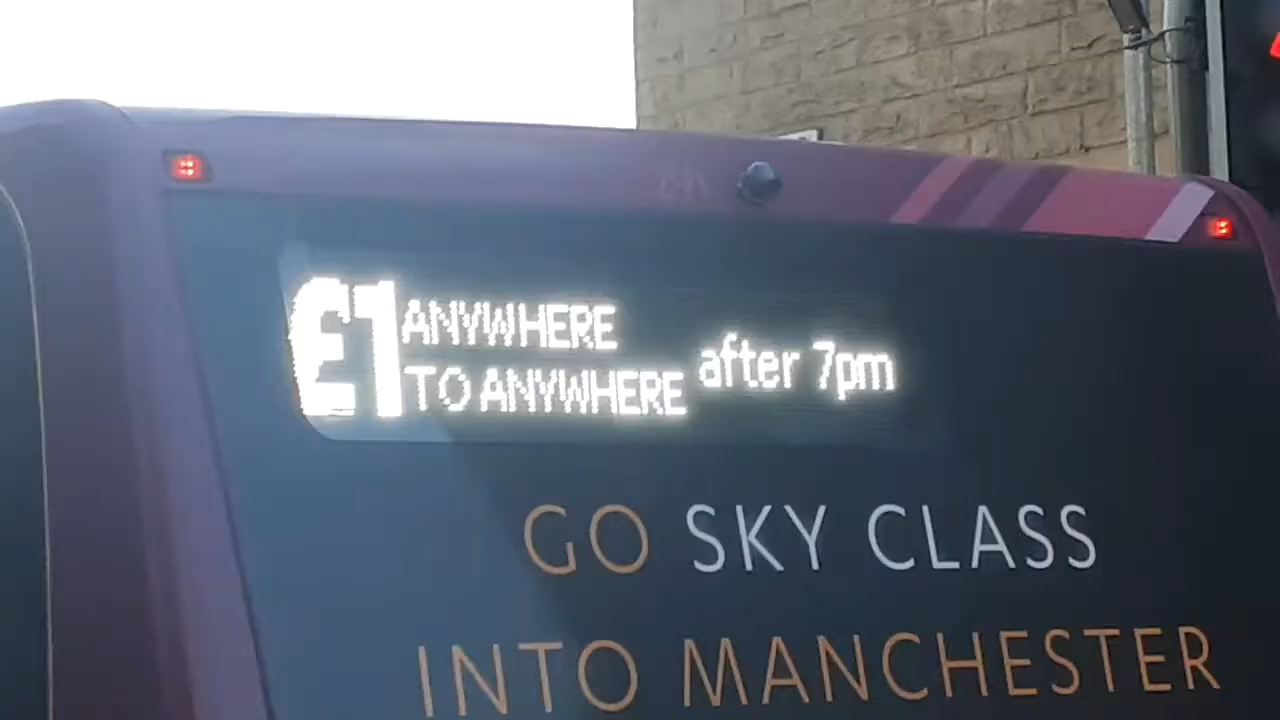 £1 ANYWHERE
TO ANYWHERE
after 7pm
GO SKY CLASS
INTO MANCHESTER